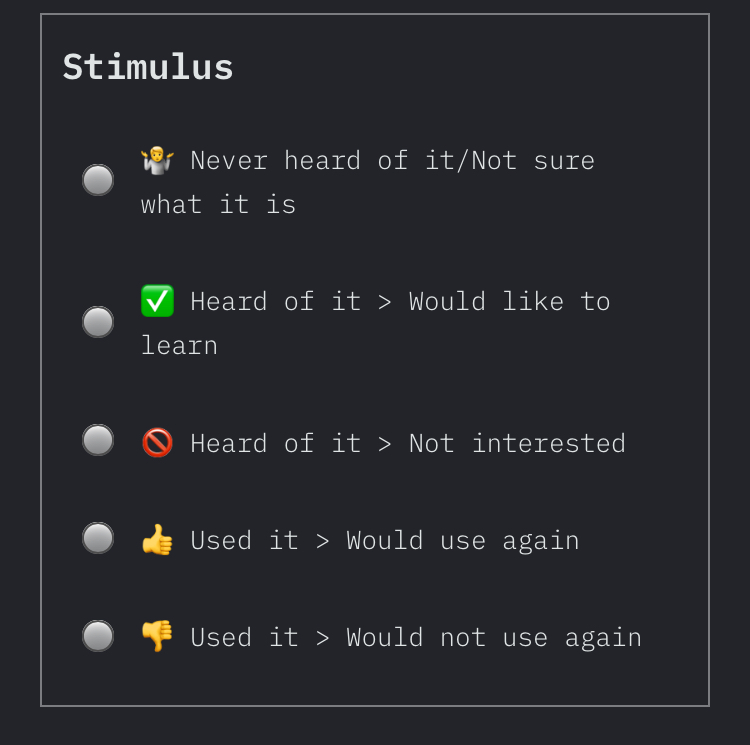 Stimulus
🤷 Never heard of it/Not sure
what it is
✅ Heard of it > Would like to
learn
🚫 Heard of it > Not interested
👍 Used it > Would use again
👎 Used it > Would not use again